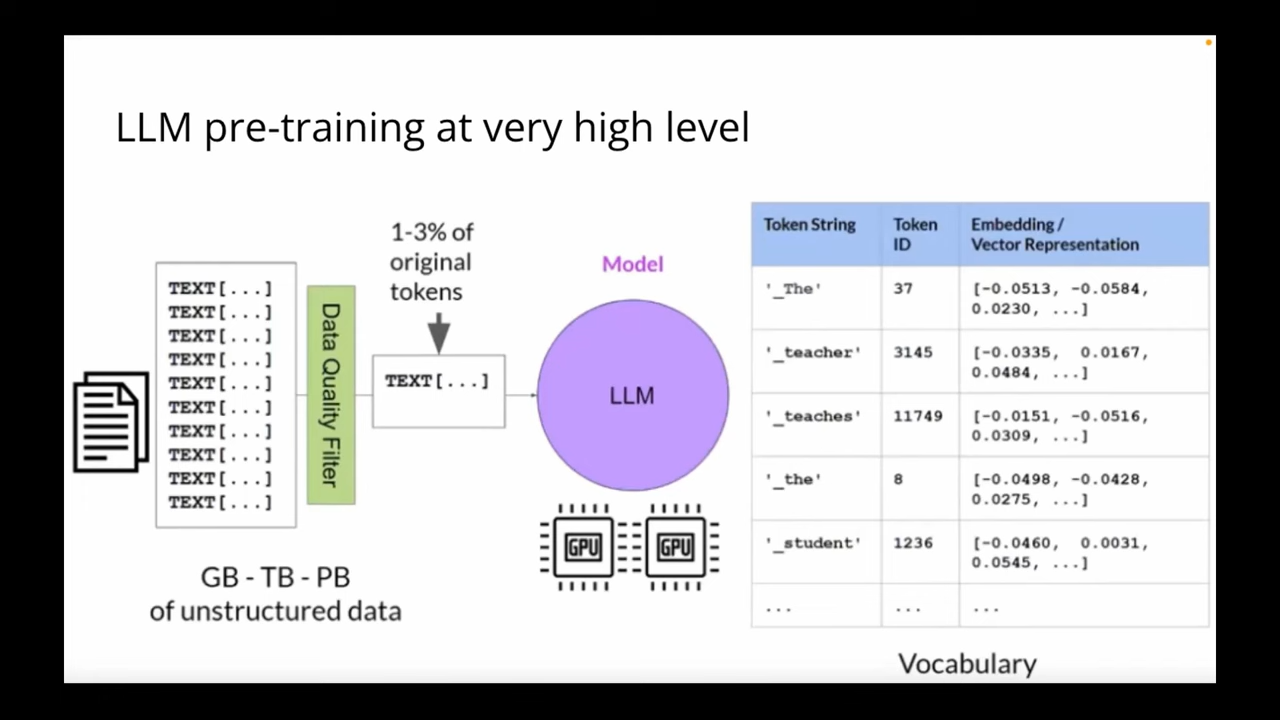 LLM pre-training at very high level
1-3% of
original
tokens
TEXT[...]
TEXT[...]
TEXT[...]
TEXT[...]
TEXT[...]
TEXT[...]
TEXT[...]
TEXT[...]
TEXT[...]
TEXT[...]
Data Quality Filter
TEXT[...]
GB - TB - PB
of unstructured data
Model
LLM
GPU GPU
Token String Token ID Embedding / Vector Representation
'_The' 37 [-0.0513, -0.0584,
0.0230, ...]
'_teacher' 3145 [-0.0335, 0.0167,
0.0484, ...]
'_teaches' 11749 [-0.0151, -0.0516,
0.0309, ...]
'_the' 8 [-0.0498, -0.0428,
0.0275, ...]
'_student' 1236 [-0.0460, 0.0031,
0.0545, ...]
... ... ...
Vocabulary